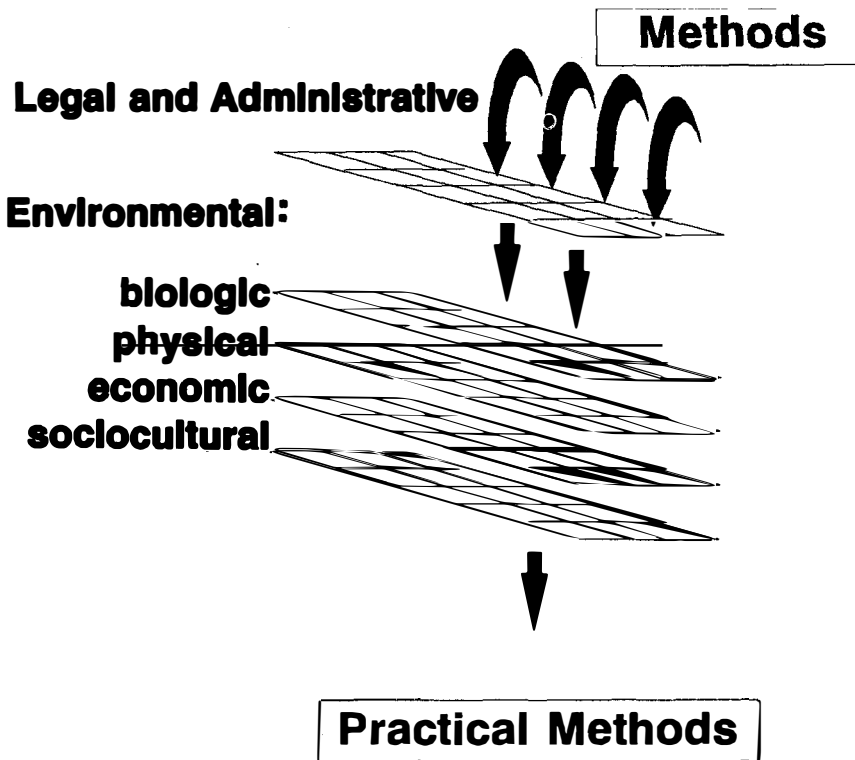 Methods
Legal and Administrative
Environmental:
biologic
physical
economic
sociocultural
Practical Methods